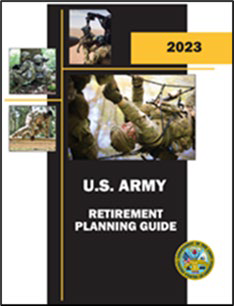 2023
U.S. ARMY
RETIREMENT
PLANNING GUIDE